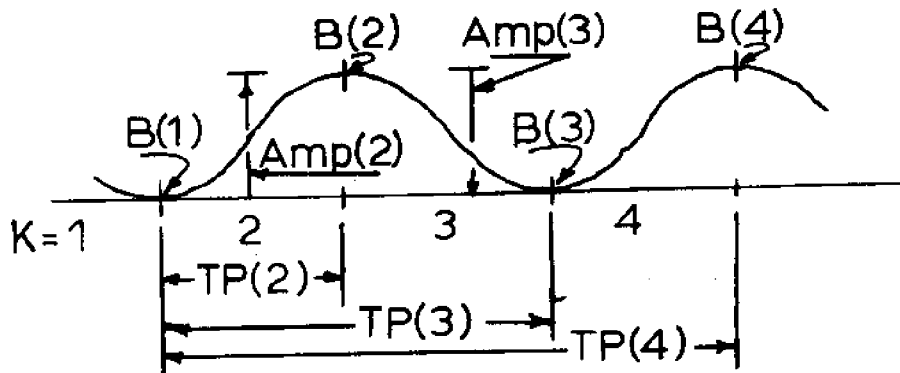 B(2) Amp(3) B(4)
B(1) Amp(2) B(3)
K=1 2 3 4
TP(2)
TP(3)
TP(4)